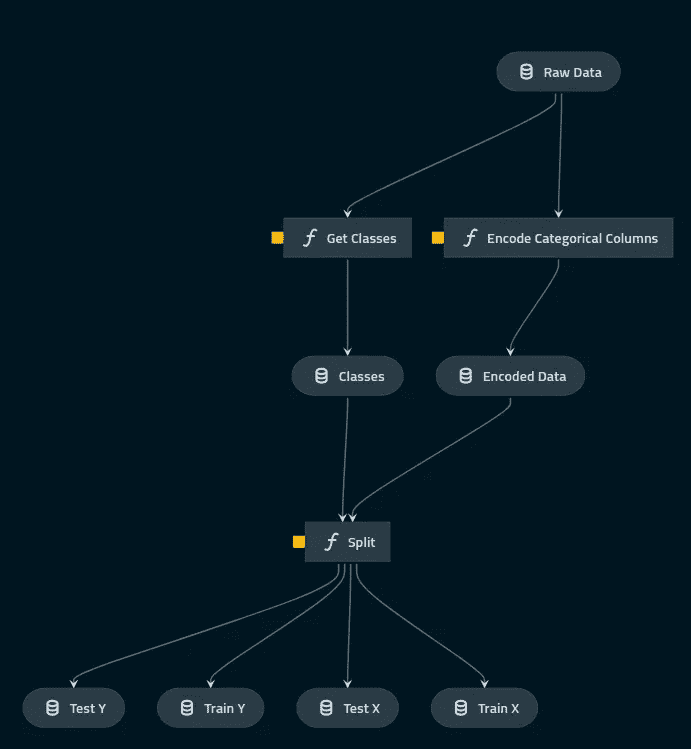 Raw Data
Get Classes
Encode Categorical Columns
Classes
Encoded Data
Split
Test Y
Train Y
Test X
Train X